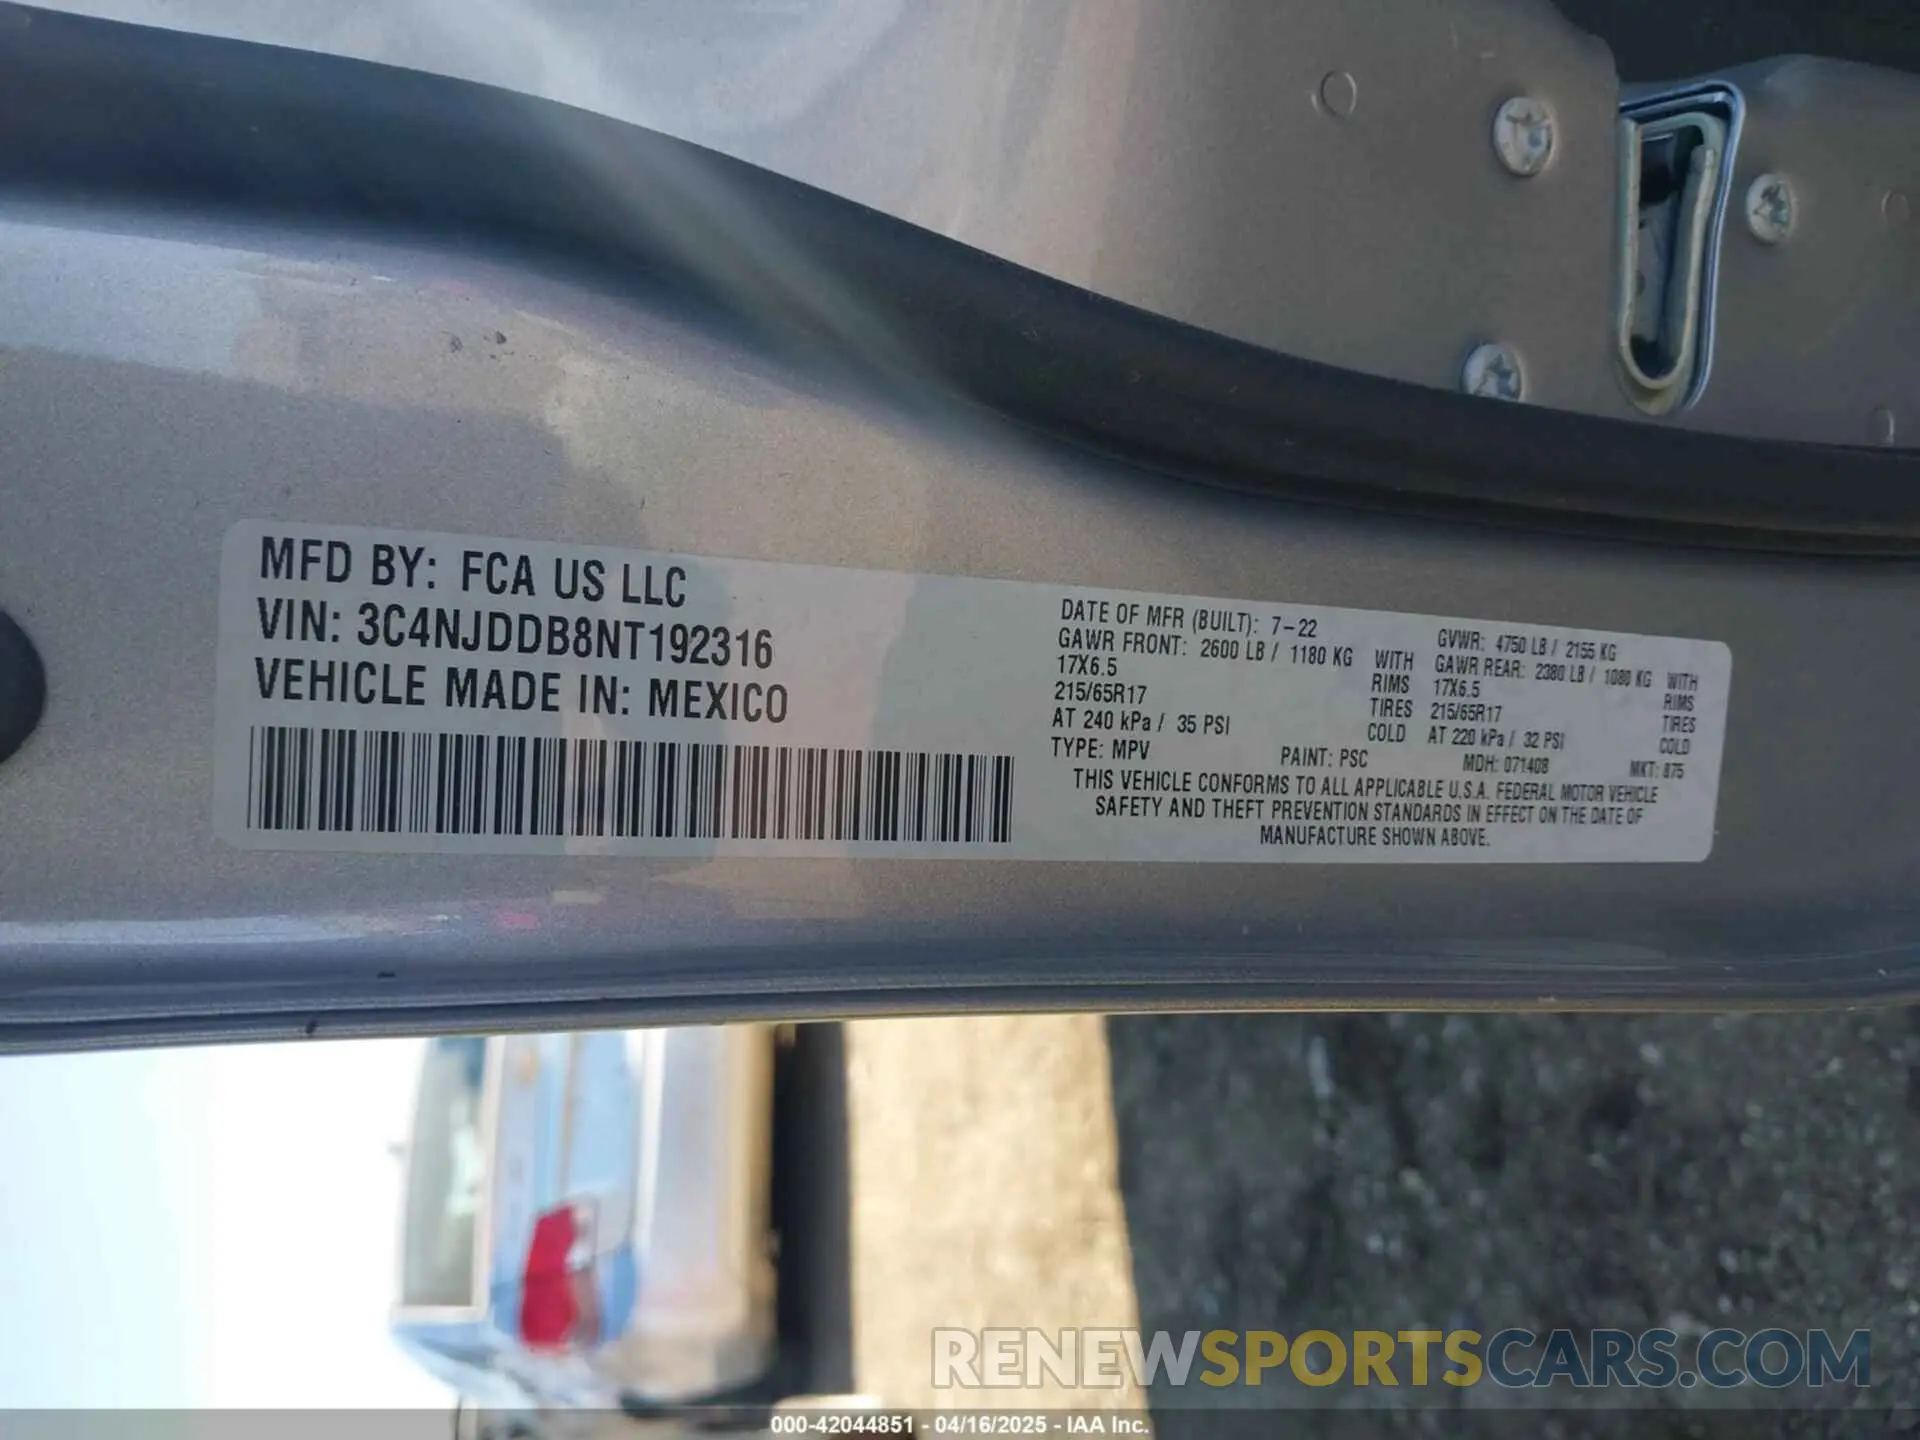 MFD BY: FCA US LLC
VIN: 3C4NJDDB8NT192316
VEHICLE MADE IN: MEXICO
DATE OF MFR (BUILT): 7-22 GVWR: 4750 LB / 2155 KG
GAWR FRONT: 2600 LB / 1180 KG WITH GAWR REAR: 2380 LB / 1080 KG WITH
17X6.5 RIMS 17X6.5 RIMS
215/65R17 TIRES 215/65R17 TIRES
AT 240 kPa / 35 PSI COLD AT 220 kPa / 32 PSI COLD
TYPE: MPV PAINT: PSC MDH: 071408 MKT: 875
THIS VEHICLE CONFORMS TO ALL APPLICABLE U.S.A. FEDERAL MOTOR VEHICLE
SAFETY AND THEFT PREVENTION STANDARDS IN EFFECT ON THE DATE OF
MANUFACTURE SHOWN ABOVE.
RENEWSPORTSCARS.COM
000-42044851 - 04/16/2025 - IAA Inc.